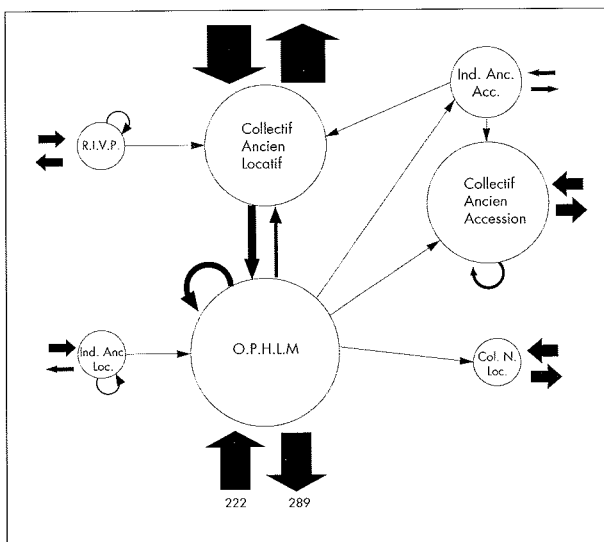 Ind. Anc.
Acc.
R.I.V.P.
Collectif
Ancien
Locatif
Collectif
Ancien
Accession
Ind. Anc
Loc.
O.P.H.L.M
Col. N.
Loc.
222 289